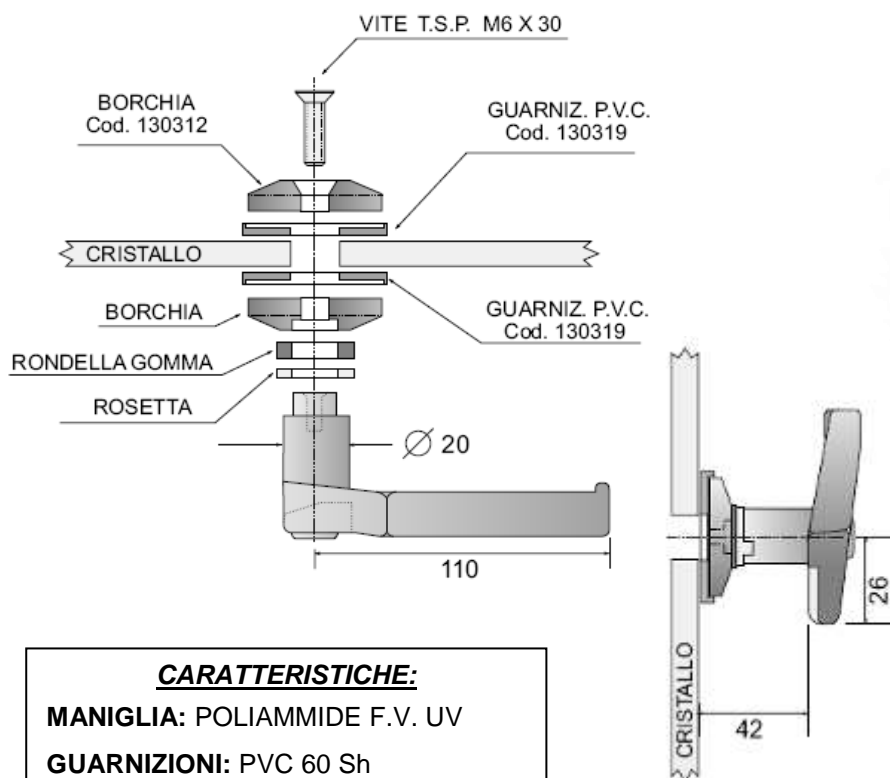 VITE T.S.P. M6 X 30
BORCHIA
Cod. 130312
GUARNIZ. P.V.C.
Cod. 130319
CRISTALLO
BORCHIA
GUARNIZ. P.V.C.
Cod. 130319
RONDELLA GOMMA
ROSETTA
Ø 20
110
26
42
CRISTALLO
CARATTERISTICHE:
MANIGLIA: POLIAMMIDE F.V. UV
GUARNIZIONI: PVC 60 Sh